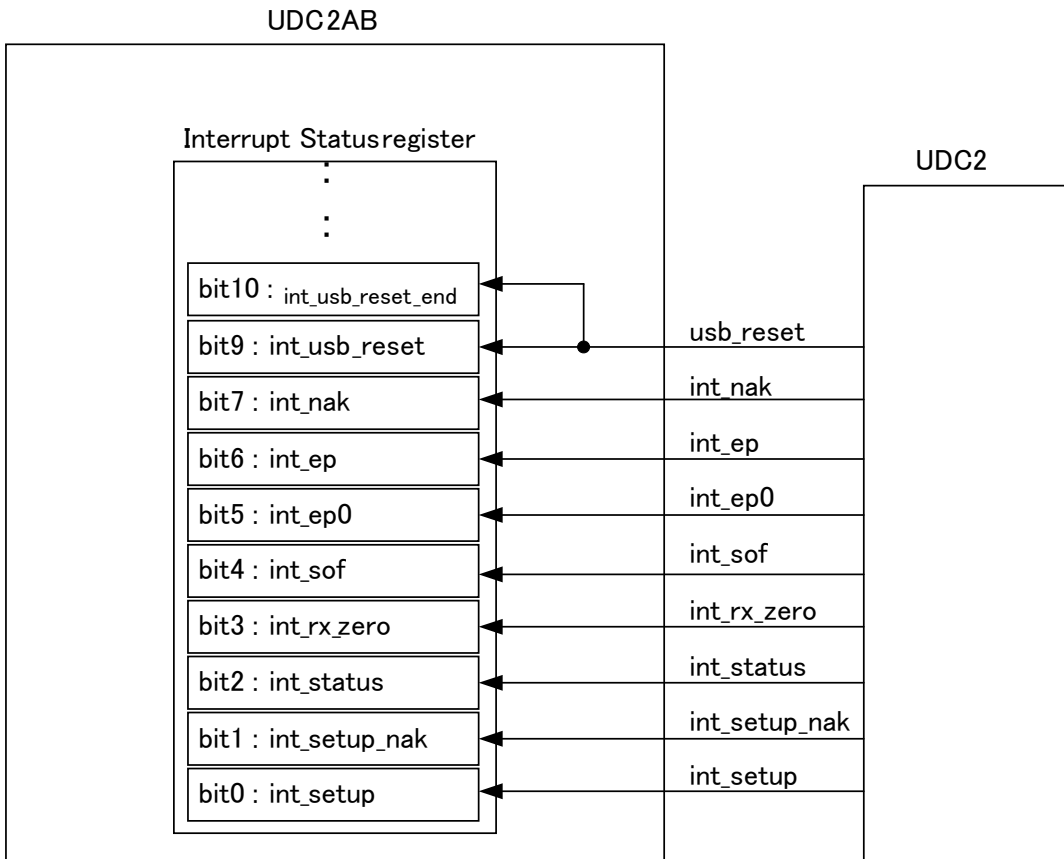 UDC2AB
Interrupt Statusregister
:
:
bit10 : int_usb_reset_end
bit9 : int_usb_reset
bit7 : int_nak
bit6 : int_ep
bit5 : int_ep0
bit4 : int_sof
bit3 : int_rx_zero
bit2 : int_status
bit1 : int_setup_nak
bit0 : int_setup
UDC2
usb_reset
int_nak
int_ep
int_ep0
int_sof
int_rx_zero
int_status
int_setup_nak
int_setup